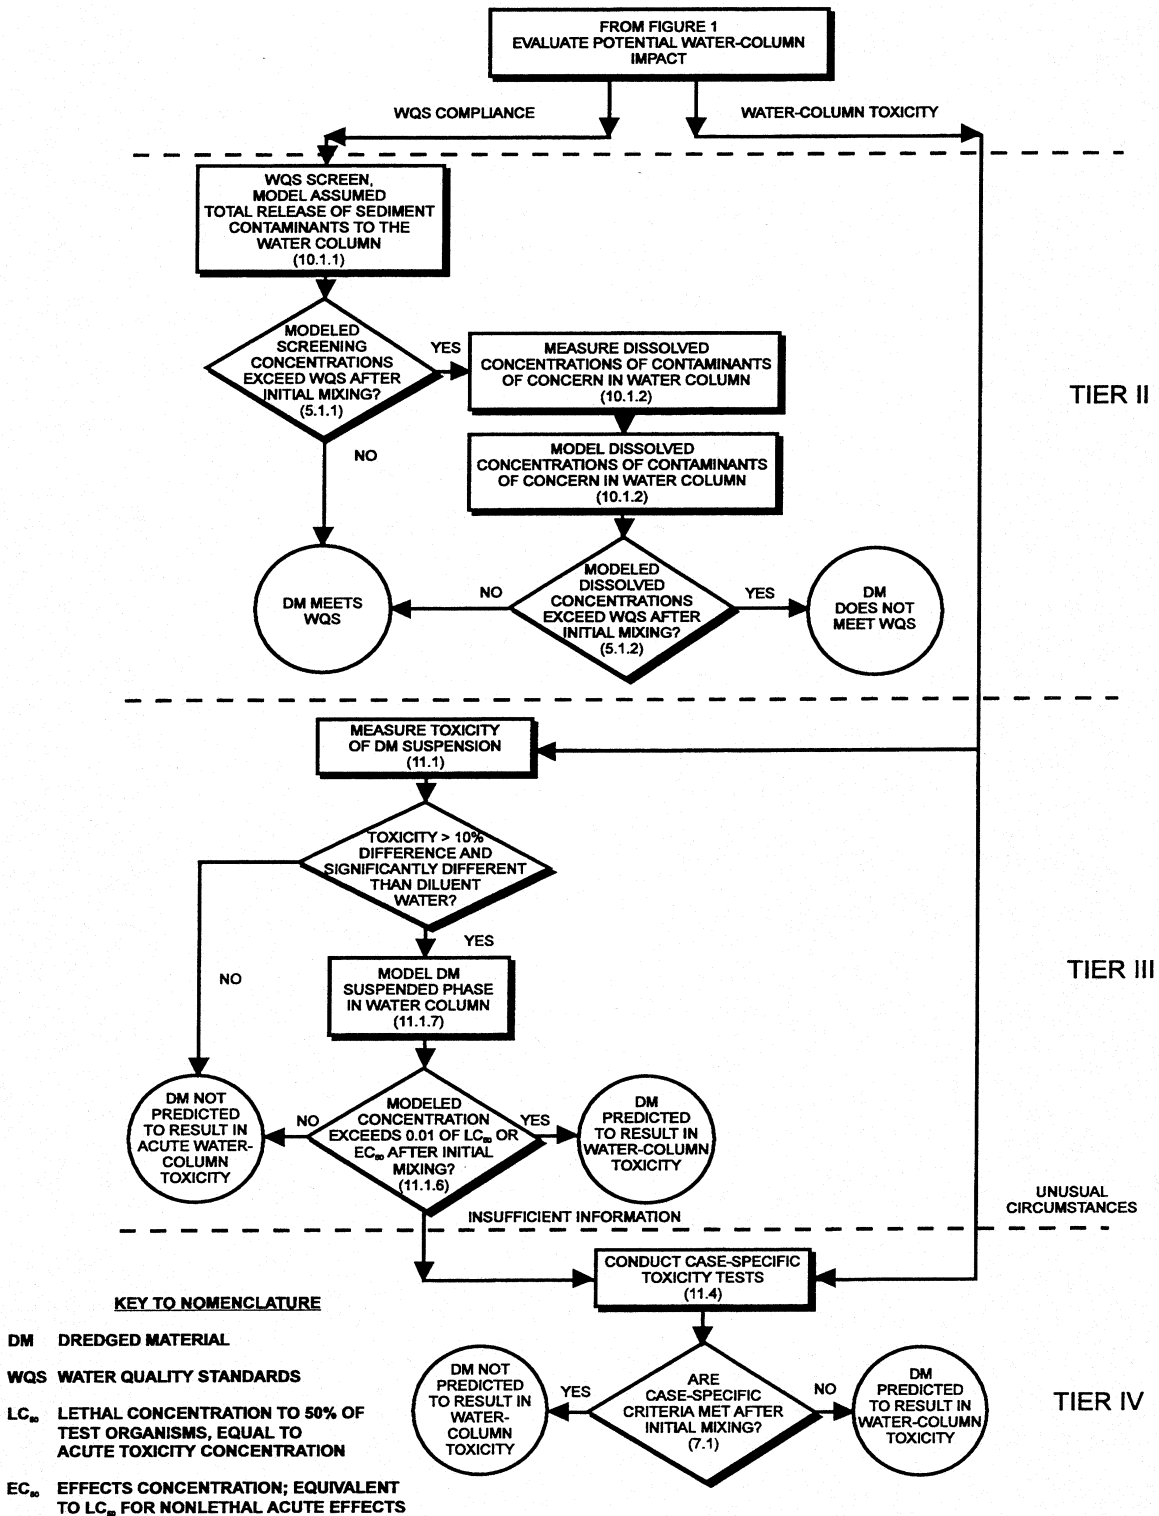 FROM FIGURE 1
EVALUATE POTENTIAL WATER-COLUMN
IMPACT
WQS COMPLIANCE
WATER-COLUMN TOXICITY
WQS SCREEN,
MODEL ASSUMED
TOTAL RELEASE OF SEDIMENT
CONTAMINANTS TO THE
WATER COLUMN
(10.1.1)
MODELED
SCREENING
CONCENTRATIONS
EXCEED WQS AFTER
INITIAL MIXING?
(5.1.1)
YES
NO
MEASURE DISSOLVED
CONCENTRATIONS OF CONTAMINANTS
OF CONCERN IN WATER COLUMN
(10.1.2)
MODEL DISSOLVED
CONCENTRATIONS OF CONTAMINANTS
OF CONCERN IN WATER COLUMN
(10.1.2)
TIER II
DM MEETS
WQS
NO
MODELED
DISSOLVED
CONCENTRATIONS
EXCEED WQS AFTER
INITIAL MIXING?
(5.1.2)
YES
DM
DOES NOT
MEET WQS
MEASURE TOXICITY
OF DM SUSPENSION
(11.1)
TOXICITY > 10%
DIFFERENCE AND
SIGNIFICANTLY DIFFERENT
THAN DILUENT
WATER?
YES
NO
MODEL DM
SUSPENDED PHASE
IN WATER COLUMN
(11.1.7)
TIER III
DM NOT
PREDICTED
TO RESULT IN
ACUTE WATER-
COLUMN
TOXICITY
NO
MODELED
CONCENTRATION
EXCEEDS 0.01 OF LC₅₀ OR
EC₅₀ AFTER INITIAL
MIXING?
(11.1.6)
YES
DM
PREDICTED
TO RESULT IN
WATER-COLUMN
TOXICITY
UNUSUAL
CIRCUMSTANCES
INSUFFICIENT INFORMATION
CONDUCT CASE-SPECIFIC
TOXICITY TESTS
(11.4)
DM NOT
PREDICTED
TO RESULT IN
WATER-
COLUMN
TOXICITY
YES
ARE
CASE-SPECIFIC
CRITERIA MET AFTER
INITIAL MIXING?
(7.1)
NO
DM
PREDICTED
TO RESULT IN
WATER-COLUMN
TOXICITY
TIER IV
KEY TO NOMENCLATURE
DM DREDGED MATERIAL
WQS WATER QUALITY STANDARDS
LC₅₀ LETHAL CONCENTRATION TO 50% OF
TEST ORGANISMS, EQUAL TO
ACUTE TOXICITY CONCENTRATION
EC₅₀ EFFECTS CONCENTRATION; EQUIVALENT
TO LC₅₀ FOR NONLETHAL ACUTE EFFECTS